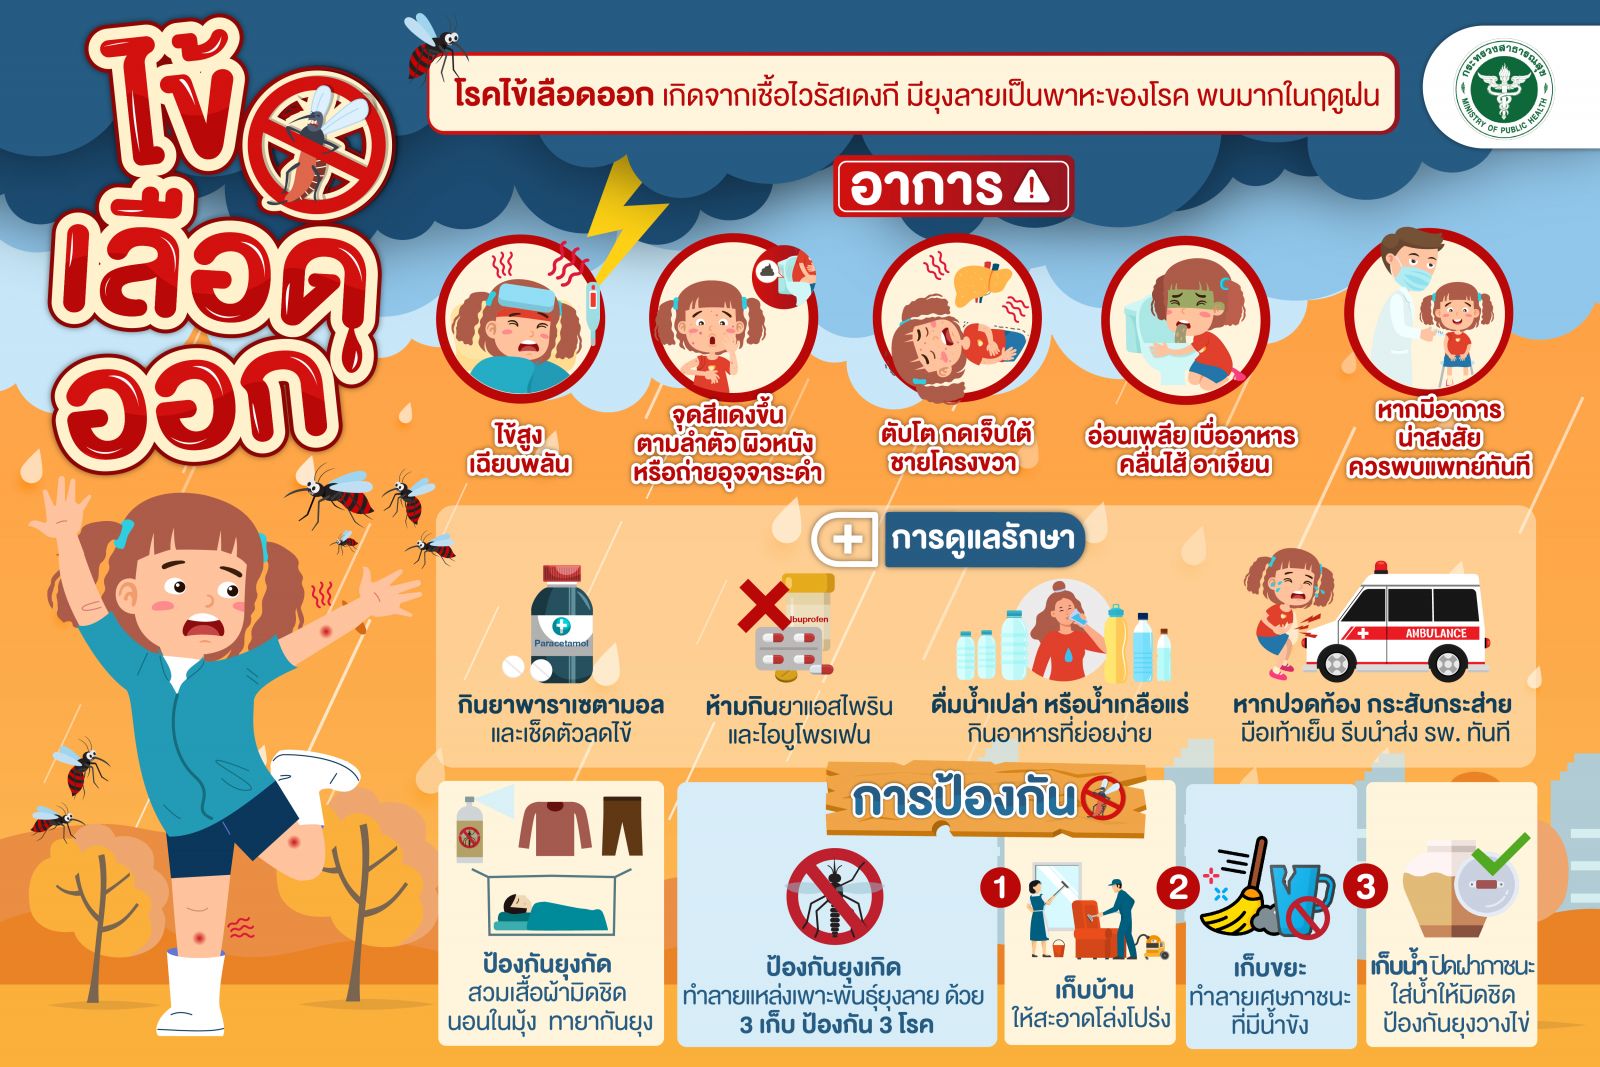 ไข้
เลือด
ออก
โรคไข้เลือดออก เกิดจากเชื้อไวรัสเดงกี มียุงลายเป็นพาหะของโรค พบมากในฤดูฝน
กระทรวงสาธารณสุข
MINISTRY OF PUBLIC HEALTH
อาการ
ไข้สูง
เฉียบพลัน
จุดสีแดงขึ้น
ตามลำตัว ผิวหนัง
หรือถ่ายอุจจาระดำ
ตับโต กดเจ็บใต้
ชายโครงขวา
อ่อนเพลีย เบื่ออาหาร
คลื่นไส้ อาเจียน
หากมีอาการ
น่าสงสัย
ควรพบแพทย์ทันที
การดูแลรักษา
Paracetamol
กินยาพาราเซตามอล
และเช็ดตัวลดไข้
Ibuprofen
ห้ามกินยาแอสไพริน
และไอบูโพรเฟน
ดื่มน้ำเปล่า หรือน้ำเกลือแร่
กินอาหารที่ย่อยง่าย
AMBULANCE
หากปวดท้อง กระสับกระส่าย
มือเท้าเย็น รีบนำส่ง รพ. ทันที
การป้องกัน
ป้องกันยุงกัด
สวมเสื้อผ้ามิดชิด
นอนในมุ้ง ทายากันยุง
ป้องกันยุงเกิด
ทำลายแหล่งเพาะพันธุ์ยุงลาย ด้วย
3 เก็บ ป้องกัน 3 โรค
1
เก็บบ้าน
ให้สะอาดโล่งโปร่ง
2
เก็บขยะ
ทำลายเศษภาชนะ
ที่มีน้ำขัง
3
เก็บน้ำ ปิดฝาภาชนะ
ใส่น้ำให้มิดชิด
ป้องกันยุงวางไข่